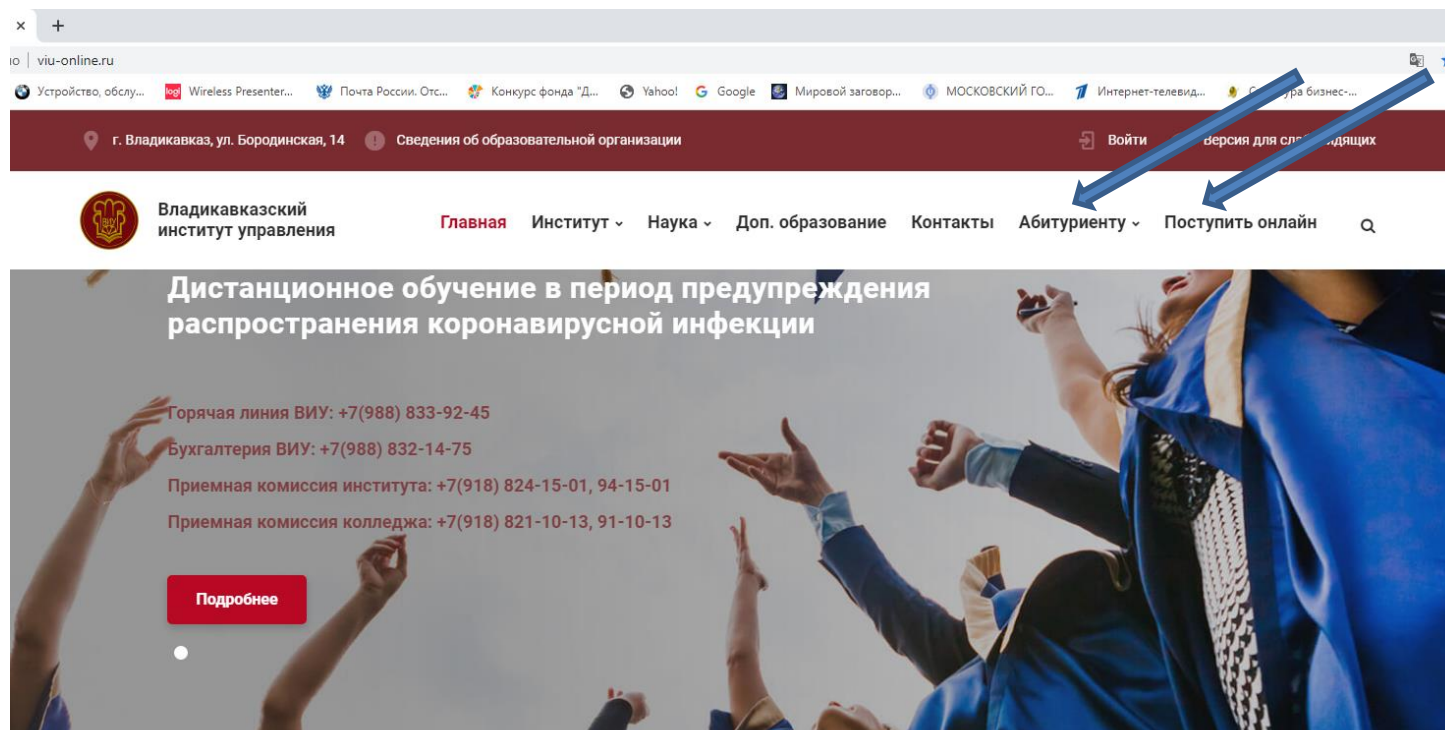 × +
viu-online.ru
Устройство, обслу... Wireless Presenter... Почта России. Отс... Конкурс фонда "Д... Yahoo! Google Мировой заговор... МОСКОВСКИЙ ГО... Интернет-телевид... бизнес-...
г. Владикавказ, ул. Бородинская, 14 Сведения об образовательной организации Войти Версия для
Владикавказский
институт управления
Главная Институт Наука Доп. образование Контакты Абитуриенту Поступить онлайн
Дистанционное обучение в период предупреждения
распространения коронавирусной инфекции
Горячая линия ВИУ: +7(988) 833-92-45
Бухгалтерия ВИУ: +7(988) 832-14-75
Приемная комиссия института: +7(918) 824-15-01, 94-15-01
Приемная комиссия колледжа: +7(918) 821-10-13, 91-10-13
Подробнее